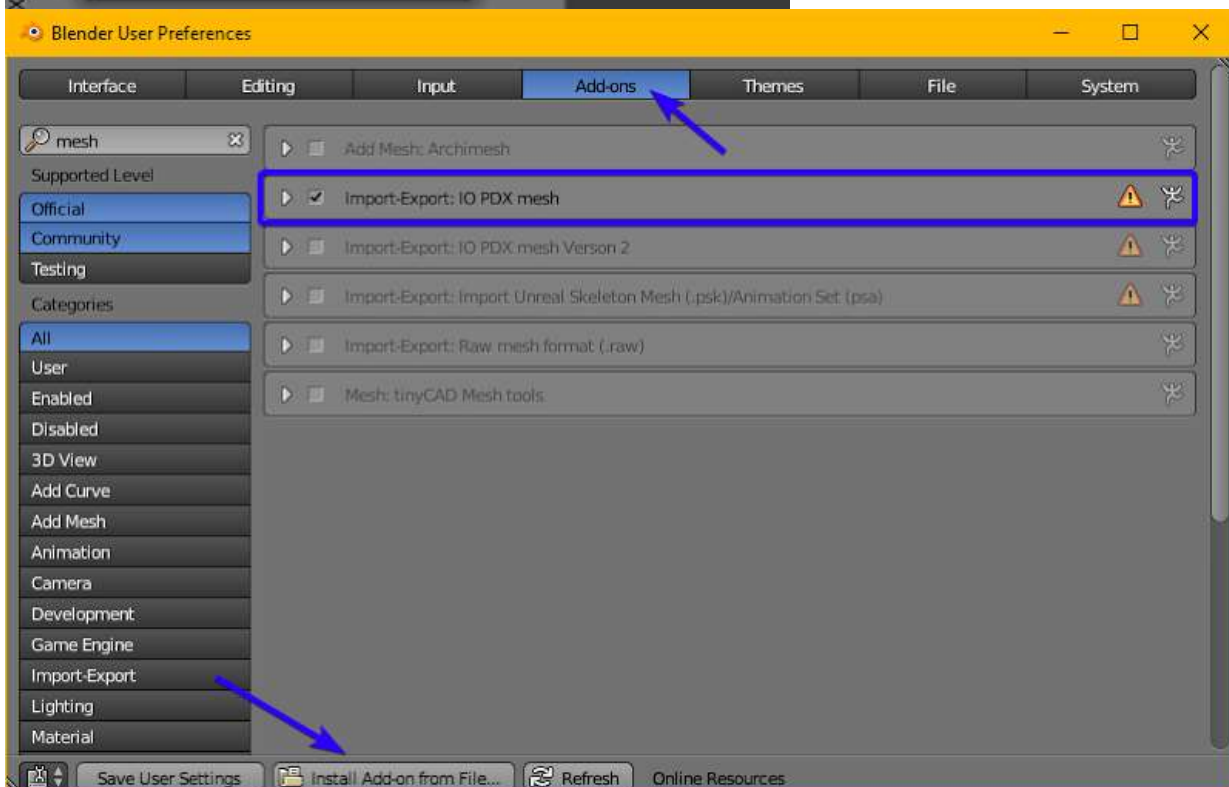 Blender User Preferences
Interface Editing Input Add-ons Themes File System
mesh
Supported Level
Official
Community
Testing
Categories
All
User
Enabled
Disabled
3D View
Add Curve
Add Mesh
Animation
Camera
Development
Game Engine
Import-Export
Lighting
Material
Add Mesh: Archimesh
Import-Export: IO PDX mesh
Import-Export: IO PDX mesh Verson 2
Import-Export: Import Unreal Skeleton Mesh (.psk)/Animation Set (psa)
Import-Export: Raw mesh format (.raw)
Mesh: tinyCAD Mesh tools
Save User Settings Install Add-on from File... Refresh Online Resources